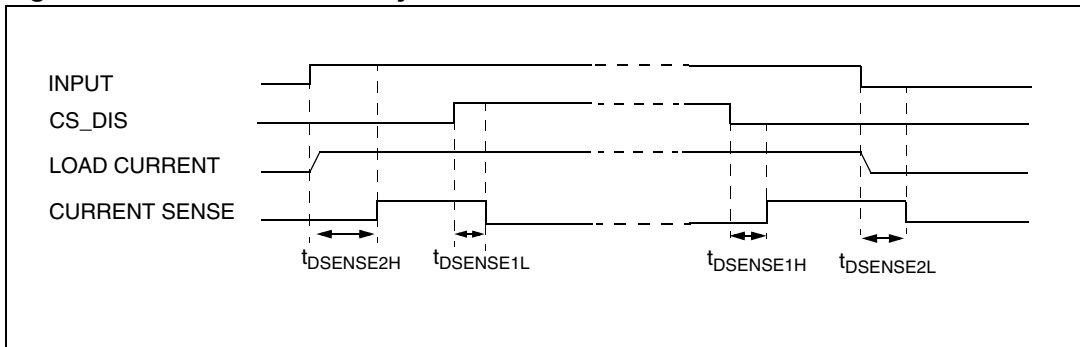 INPUT
CS_DIS
LOAD CURRENT
CURRENT SENSE
tDSENSE2H
tDSENSE1L
tDSENSE1H
tDSENSE2L